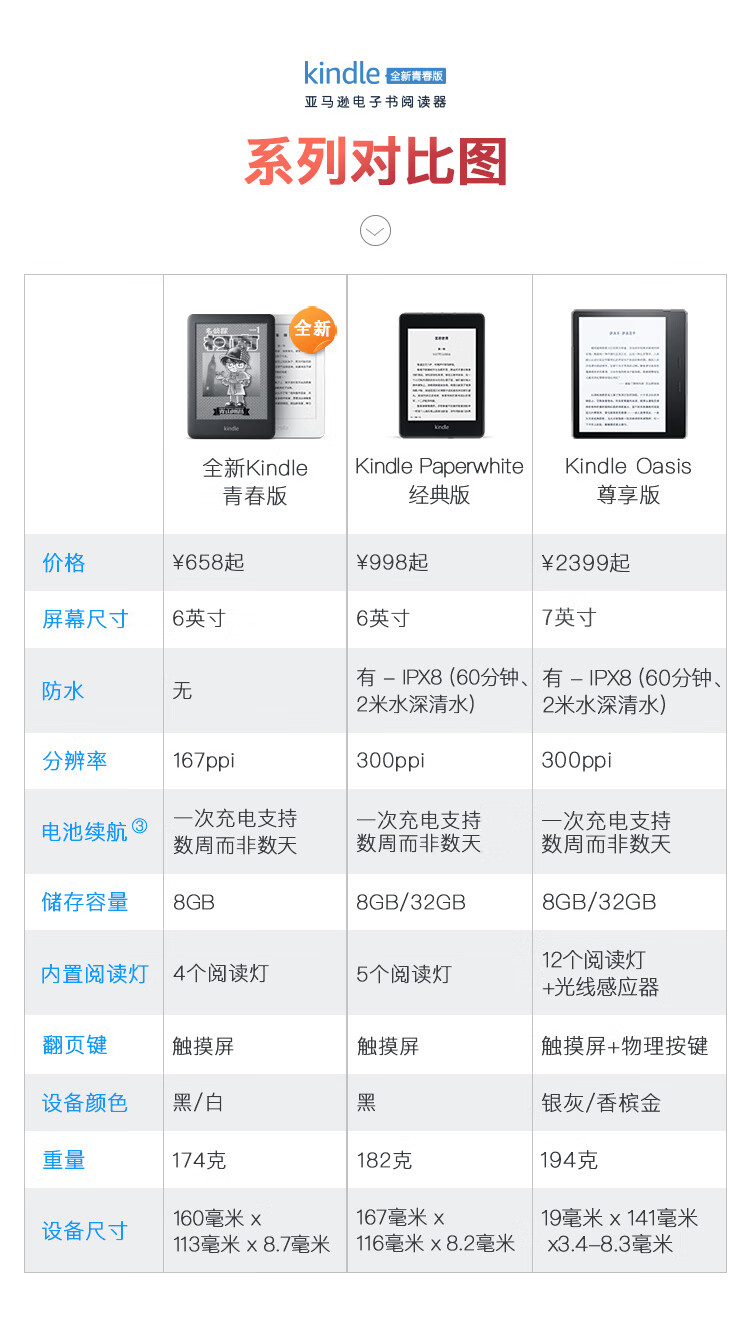 kindle 全新青春版
亚马逊电子书阅读器
系列对比图
全新
kindle
kindle
全新Kindle
青春版
Kindle Paperwhite
经典版
Kindle Oasis
尊享版
价格
¥658起
¥998起
¥2399起
屏幕尺寸
6英寸
6英寸
7英寸
防水
无
有 – IPX8 (60分钟、
2米水深清水)
有 – IPX8 (60分钟、
2米水深清水)
分辨率
167ppi
300ppi
300ppi
电池续航③
一次充电支持
数周而非数天
一次充电支持
数周而非数天
一次充电支持
数周而非数天
储存容量
8GB
8GB/32GB
8GB/32GB
内置阅读灯
4个阅读灯
5个阅读灯
12个阅读灯
+光线感应器
翻页键
触摸屏
触摸屏
触摸屏+物理按键
设备颜色
黑/白
黑
银灰/香槟金
重量
174克
182克
194克
设备尺寸
160毫米 x
113毫米 x 8.7毫米
167毫米 x
116毫米 x 8.2毫米
19毫米 x 141毫米
x3.4–8.3毫米